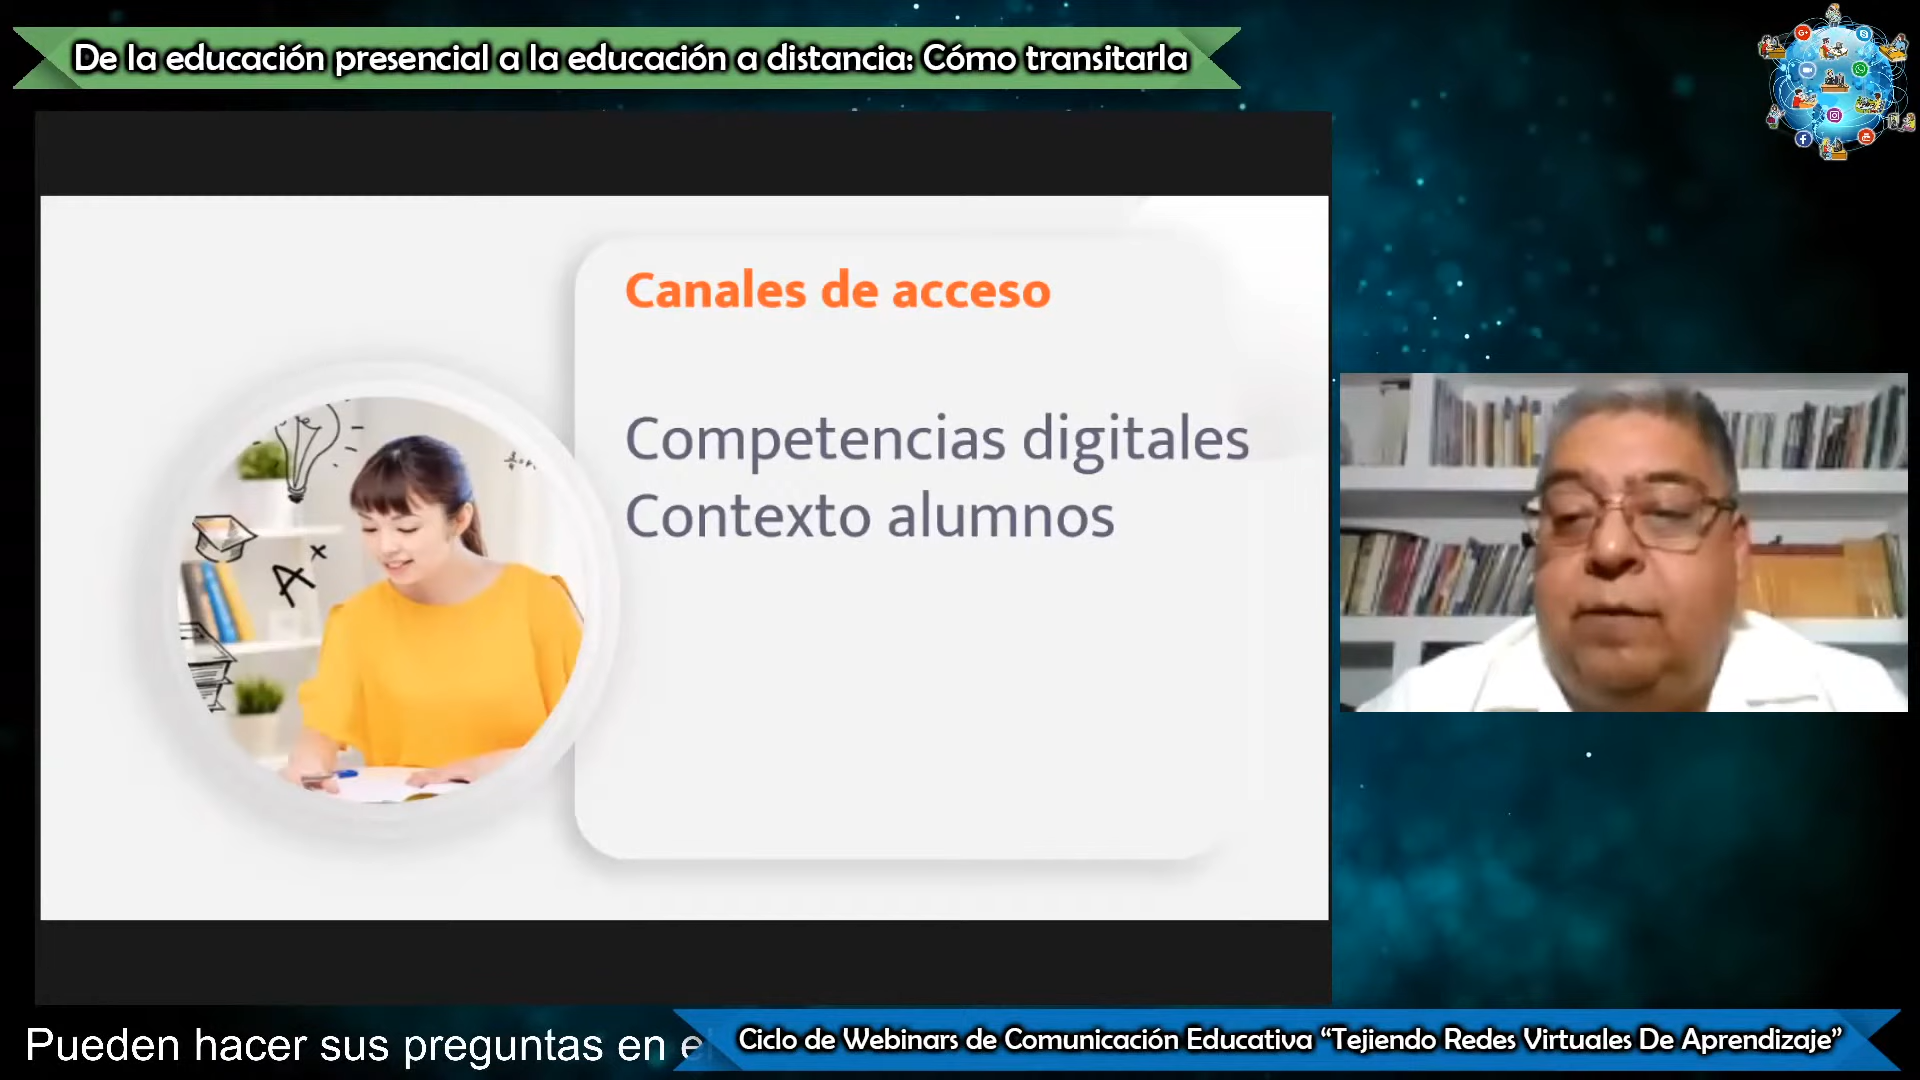 De la educación presencial a la educación a distancia: Cómo transitarla
Canales de acceso
Competencias digitales
Contexto alumnos
A
x
Pueden hacer sus preguntas en
Ciclo de Webinars de Comunicación Educativa “Tejiendo Redes Virtuales De Aprendizaje”